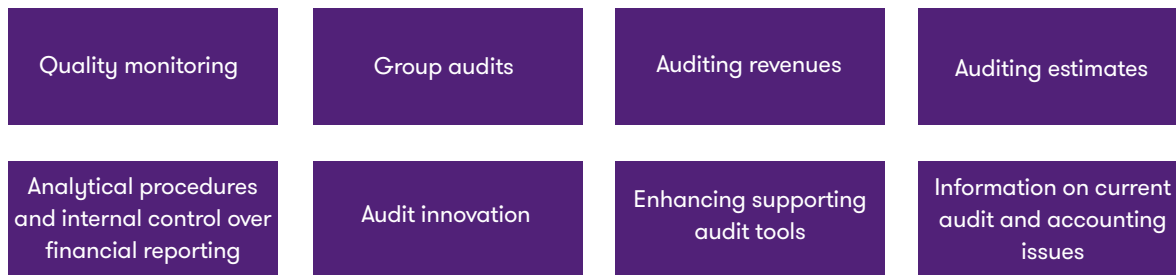 Quality monitoring
Group audits
Auditing revenues
Auditing estimates
Analytical procedures
and internal control over
financial reporting
Audit innovation
Enhancing supporting
audit tools
Information on current
audit and accounting
issues